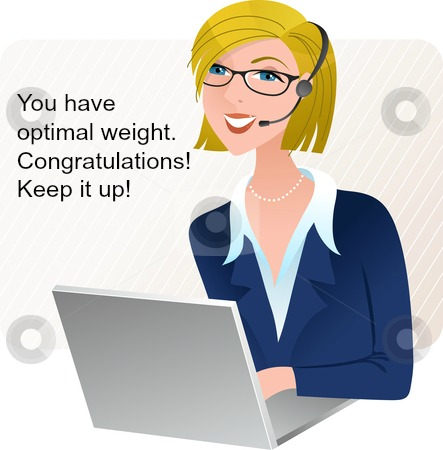 You have
optimal weight.
Congratulations!
Keep it up!